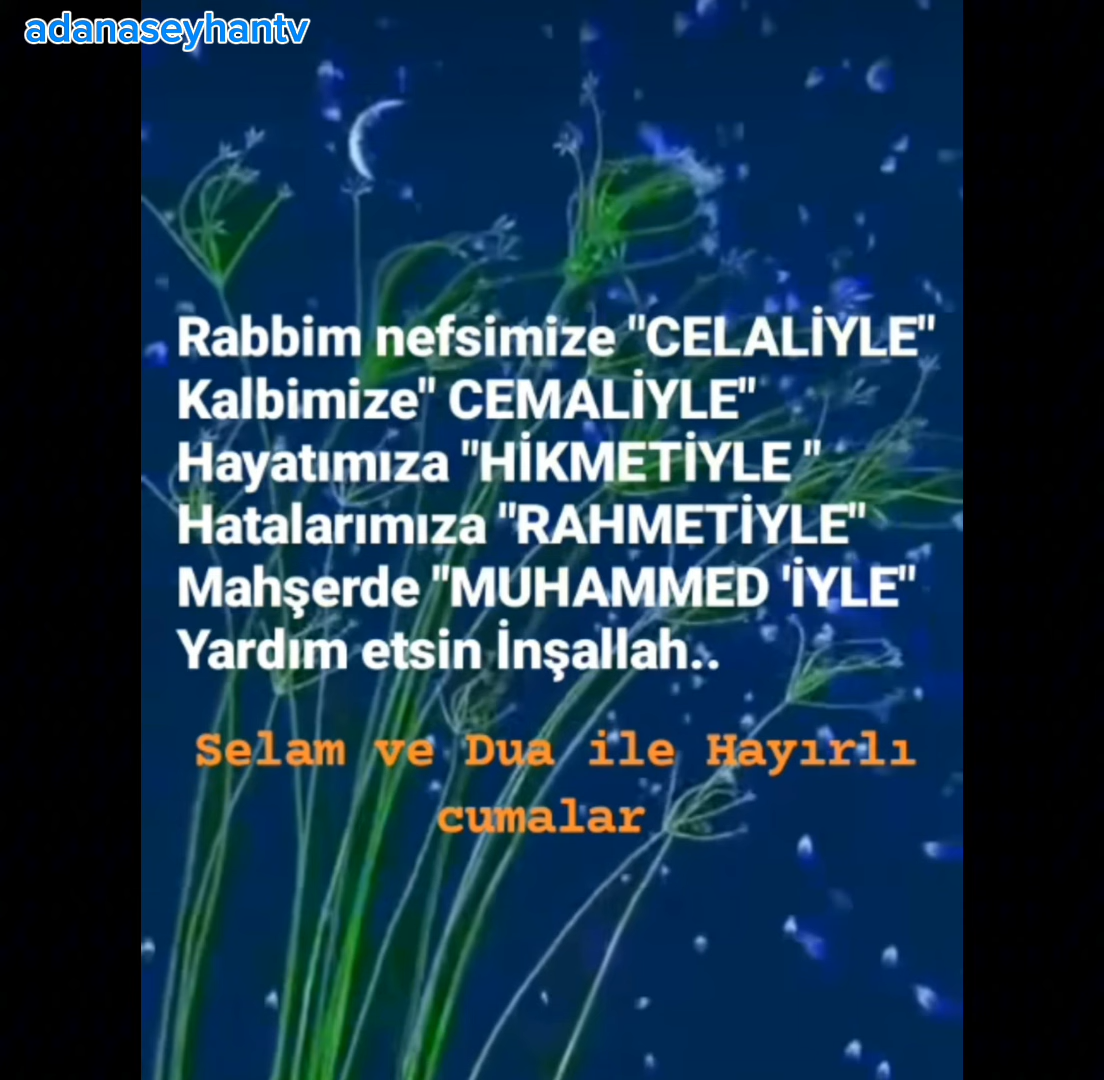 adanaseyhantv
Rabbim nefsimize "CELALİYLE"
Kalbimize" CEMALİYLE"
Hayatımıza "HİKMETİYLE "
Hatalarımıza "RAHMETİYLE"
Mahşerde "MUHAMMED 'İYLE"
Yardım etsin İnşallah..
Selam ve Dua ile Hayırlı
cumalar